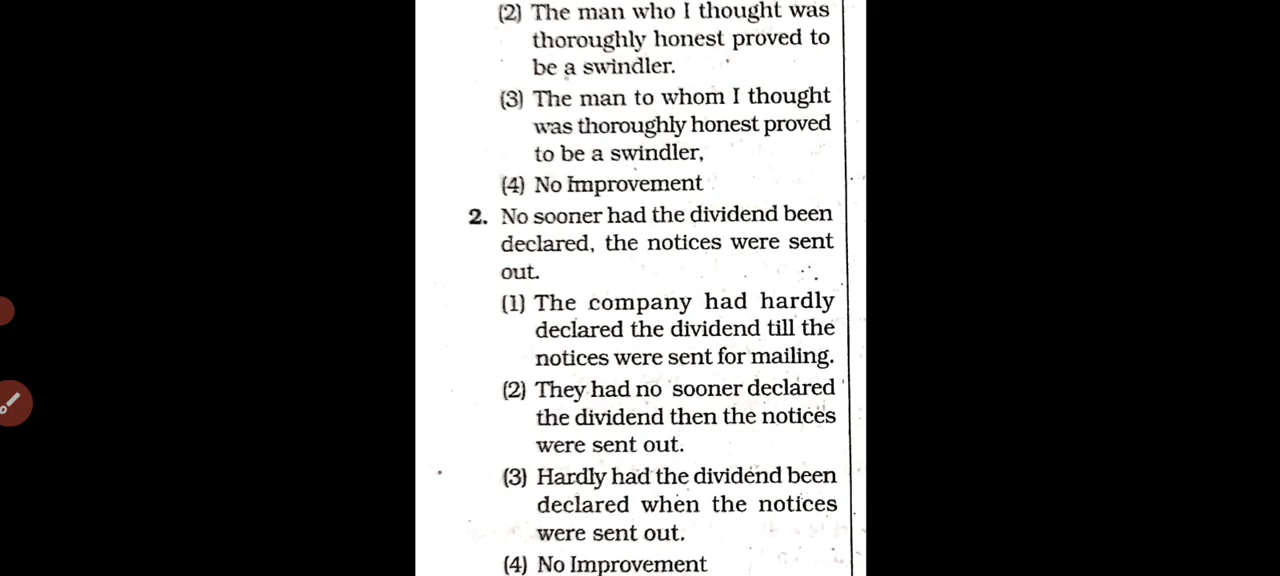 (2) The man who I thought was
thoroughly honest proved to
be a swindler.
(3) The man to whom I thought
was thoroughly honest proved
to be a swindler,
(4) No Improvement
2. No sooner had the dividend been
declared, the notices were sent
out.
(1) The company had hardly
declared the dividend till the
notices were sent for mailing.
(2) They had no sooner declared
the dividend then the notices
were sent out.
(3) Hardly had the dividend been
declared when the notices
were sent out.
(4) No Improvement